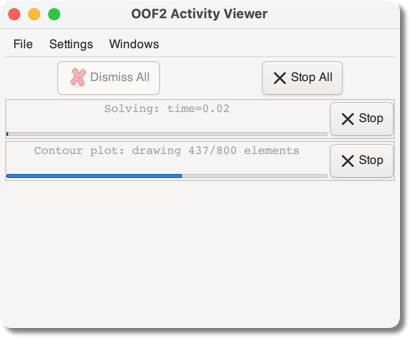 OOF2 Activity Viewer
File Settings Windows
Dismiss All Stop All
Solving: time=0.02
Stop
Contour plot: drawing 437/800 elements
Stop